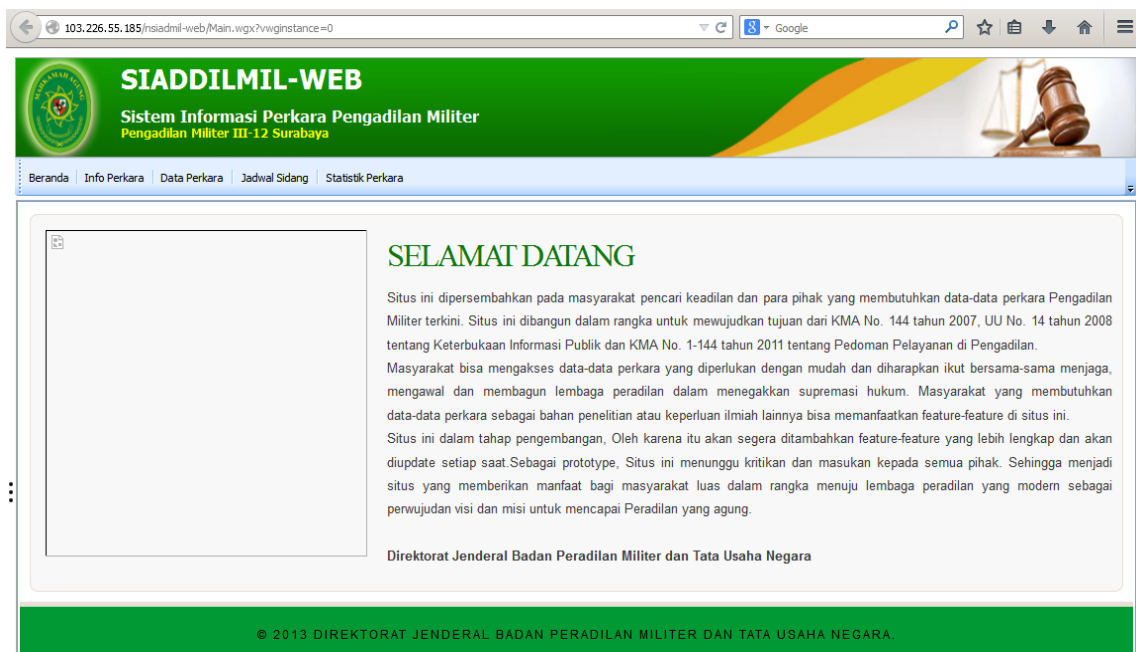 103.226.55.185/nsiadmil-web/Main.wgx?vwginstance=0
Google
SIADDILMIL-WEB
Sistem Informasi Perkara Pengadilan Militer
Pengadilan Militer III-12 Surabaya
Beranda Info Perkara Data Perkara Jadwal Sidang Statistik Perkara
SELAMAT DATANG
Situs ini dipersembahkan pada masyarakat pencari keadilan dan para pihak yang membutuhkan data-data perkara Pengadilan
Militer terkini. Situs ini dibangun dalam rangka untuk mewujudkan tujuan dari KMA No. 144 tahun 2007, UU No. 14 tahun 2008
tentang Keterbukaan Informasi Publik dan KMA No. 1-144 tahun 2011 tentang Pedoman Pelayanan di Pengadilan.
Masyarakat bisa mengakses data-data perkara yang diperlukan dengan mudah dan diharapkan ikut bersama-sama menjaga,
mengawal dan membagun lembaga peradilan dalam menegakkan supremasi hukum. Masyarakat yang membutuhkan
data-data perkara sebagai bahan penelitian atau keperluan ilmiah lainnya bisa memanfaatkan feature-feature di situs ini.
Situs ini dalam tahap pengembangan, Oleh karena itu akan segera ditambahkan feature-feature yang lebih lengkap dan akan
diupdate setiap saat.Sebagai prototype, Situs ini menunggu kritikan dan masukan kepada semua pihak. Sehingga menjadi
situs yang memberikan manfaat bagi masyarakat luas dalam rangka menuju lembaga peradilan yang modern sebagai
perwujudan visi dan misi untuk mencapai Peradilan yang agung.
Direktorat Jenderal Badan Peradilan Militer dan Tata Usaha Negara
© 2013 DIREKTORAT JENDERAL BADAN PERADILAN MILITER DAN TATA USAHA NEGARA.